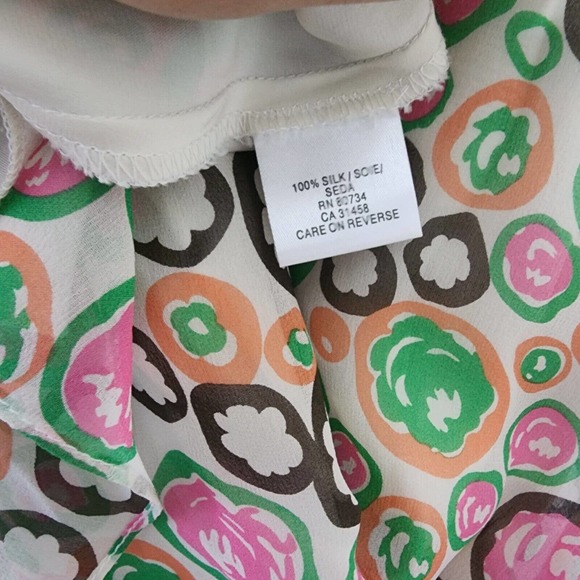 100% SILK / SOIE/
SEDA
RN 80734
CA 31458
CARE ON REVERSE